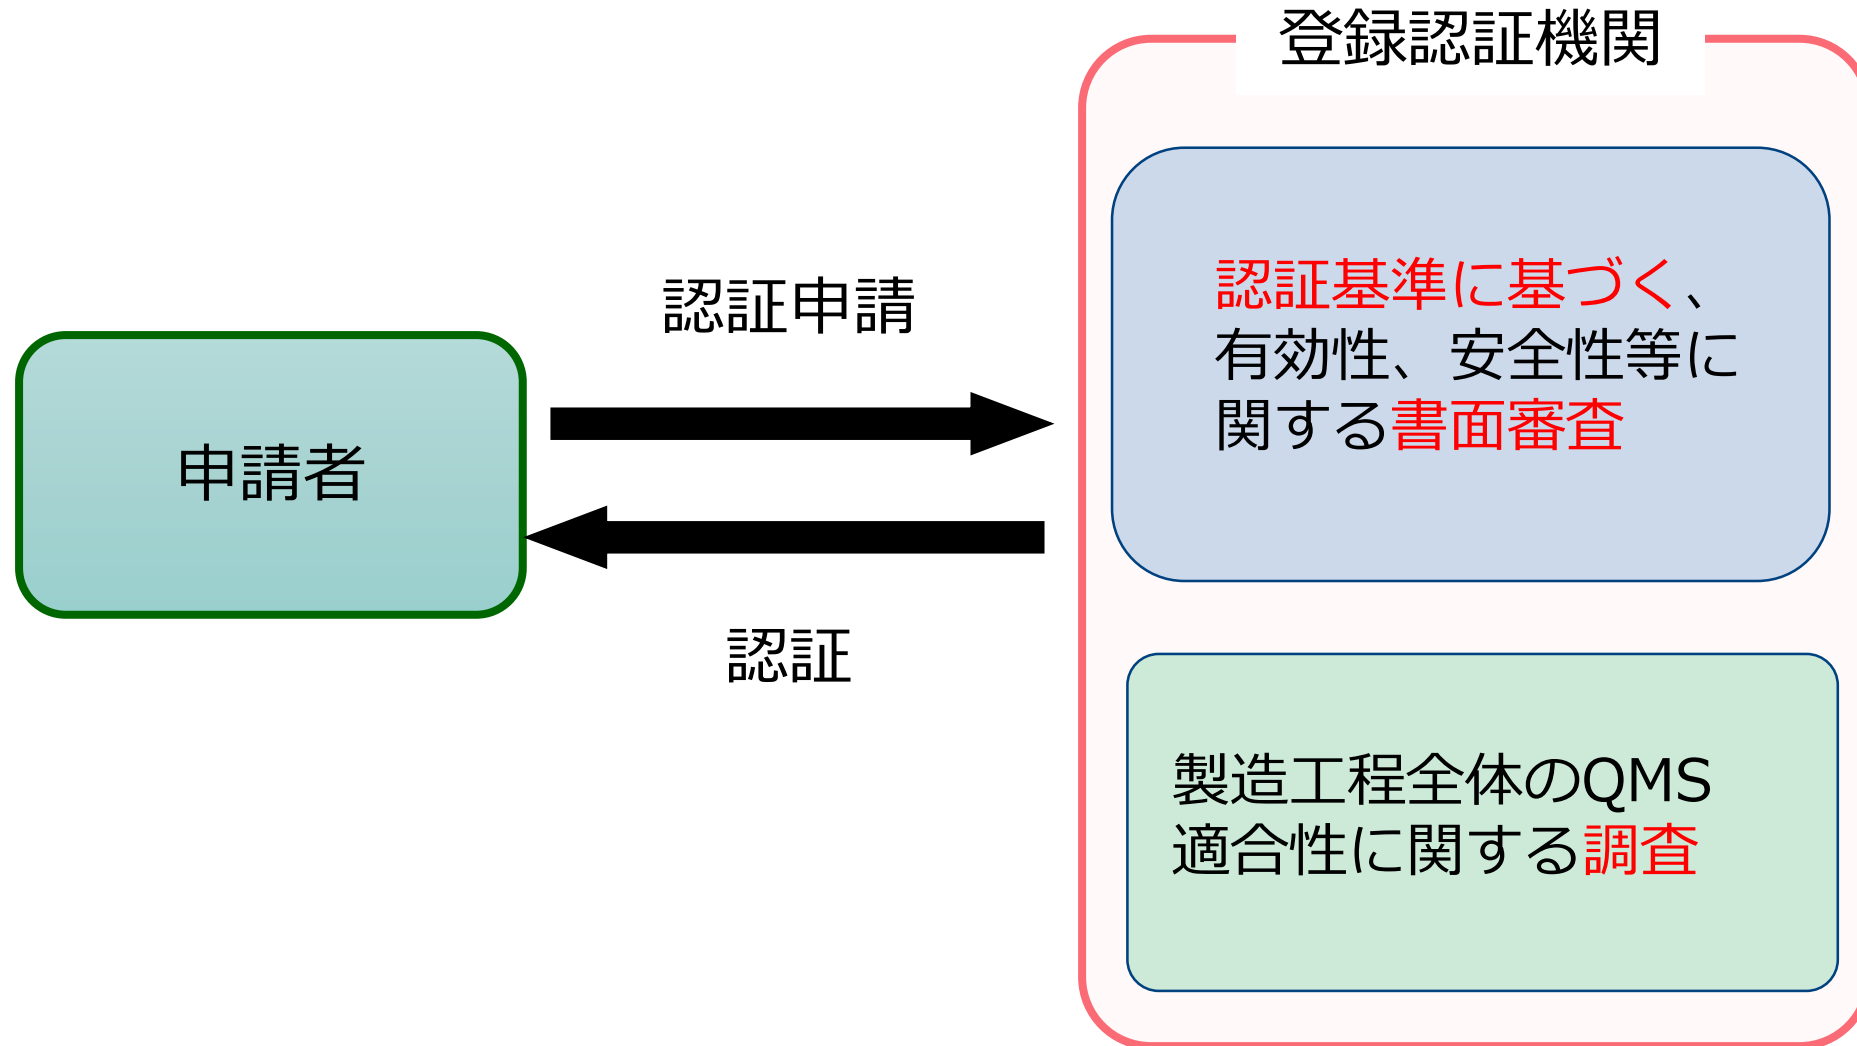 登録認証機関
認証基準に基づく、
有効性、安全性等に
関する書面審査
認証申請
申請者
認証
製造工程全体のQMS
適合性に関する調査